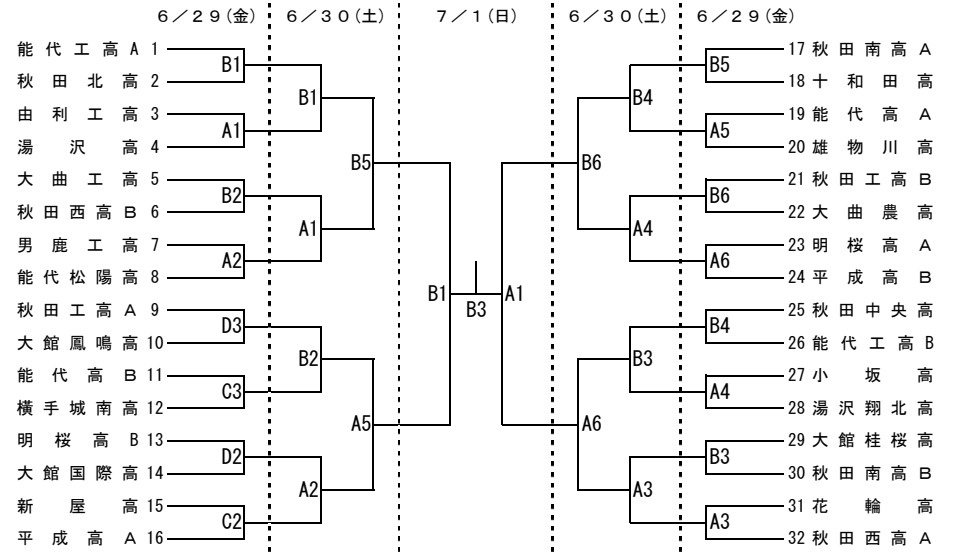 ６／２９(金) ６／３０(土) ７／１(日) ６／３０(土) ６／２９(金)
能代工高A 1 17 秋田南高A
B1 B5
秋田北高 2 18 十和田高
B1 B4
由利工高 3 19 能代高A
A1 A5
湯沢高 4 20 雄物川高
B5 B6
大曲工高 5 21 秋田工高B
B2 B6
秋田西高B 6 22 大曲農高
A1 A4
男鹿工高 7 23 明桜高A
A2 A6
能代松陽高 8 24 平成高B
B1 A1
B3
秋田工高A 9 25 秋田中央高
D3 B4
大館鳳鳴高 10 26 能代工高B
B2 B3
能代高B 11 27 小坂高
C3 A4
横手城南高 12 28 湯沢翔北高
A5 A6
明桜高B 13 29 大館桂桜高
D2 B3
大館国際高 14 30 秋田南高B
A2 A3
新屋高 15 31 花輪高
C2 A3
平成高A 16 32 秋田西高A